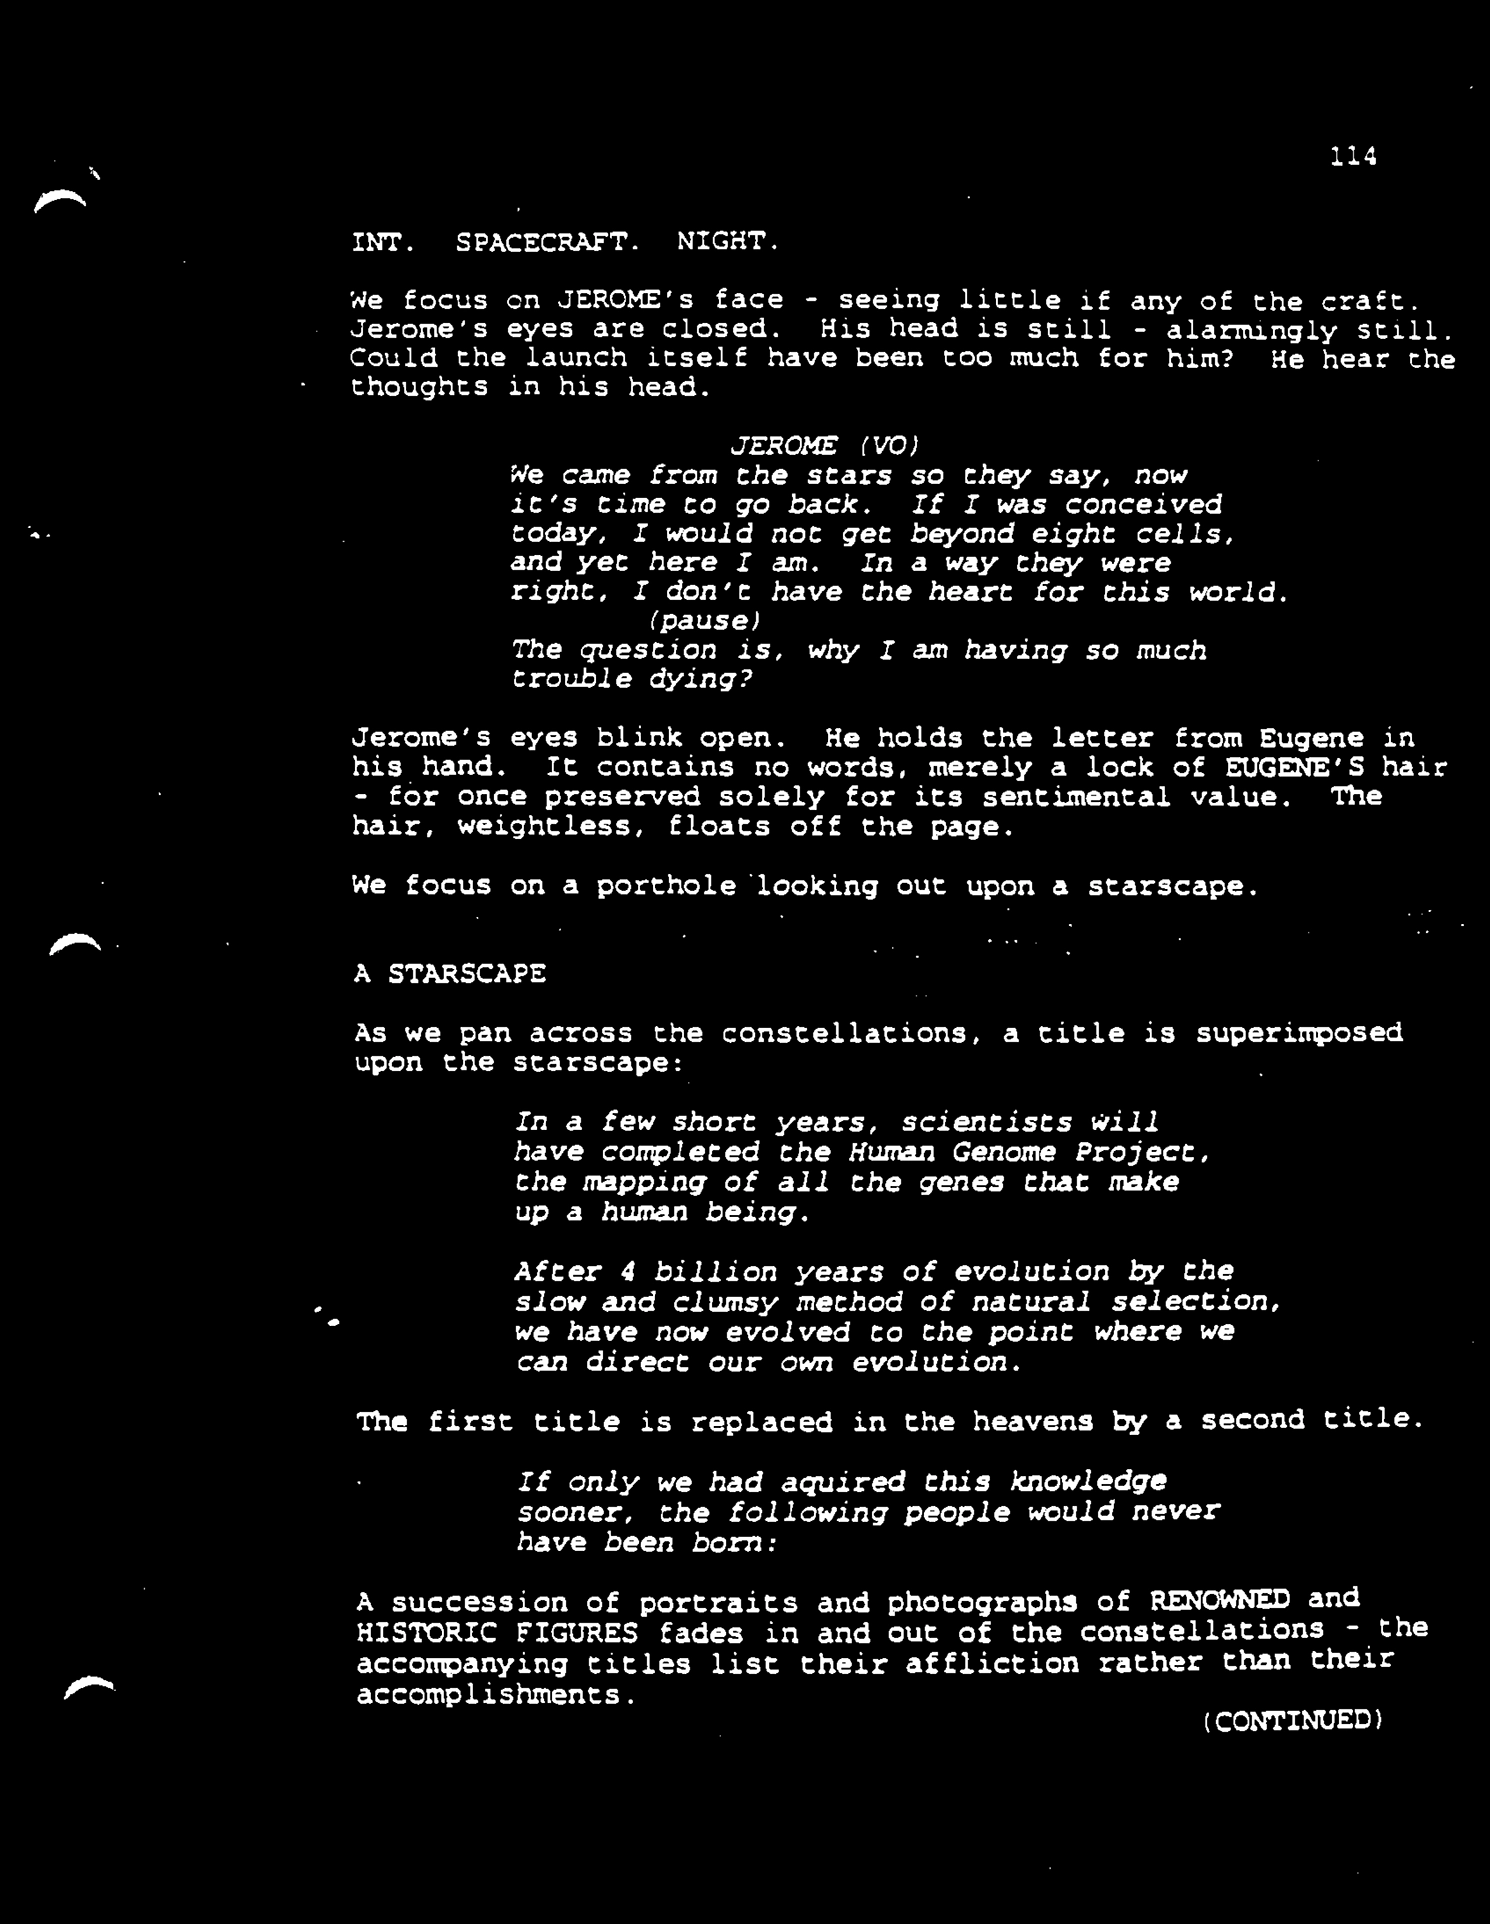 114
INT. SPACECRAFT. NIGHT.
We focus on JEROME's face - seeing little if any of the craft.
Jerome's eyes are closed. His head is still - alarmingly still.
Could the launch itself have been too much for him? He hear the
thoughts in his head.
JEROME (VO)
We came from the stars so they say, now
it's time to go back. If I was conceived
today, I would not get beyond eight cells,
and yet here I am. In a way they were
right, I don't have the heart for this world.
(pause)
The question is, why I am having so much
trouble dying?
Jerome's eyes blink open. He holds the letter from Eugene in
his hand. It contains no words, merely a lock of EUGENE'S hair
- for once preserved solely for its sentimental value. The
hair, weightless, floats off the page.
We focus on a porthole looking out upon a starscape.
A STARSCAPE
As we pan across the constellations, a title is superimposed
upon the starscape:
In a few short years, scientists will
have completed the Human Genome Project,
the mapping of all the genes that make
up a human being.
After 4 billion years of evolution by the
slow and clumsy method of natural selection,
we have now evolved to the point where we
can direct our own evolution.
The first title is replaced in the heavens by a second title.
If only we had aquired this knowledge
sooner, the following people would never
have been born:
A succession of portraits and photographs of RENOWNED and
HISTORIC FIGURES fades in and out of the constellations - the
accompanying titles list their affliction rather than their
accomplishments.
(CONTINUED)